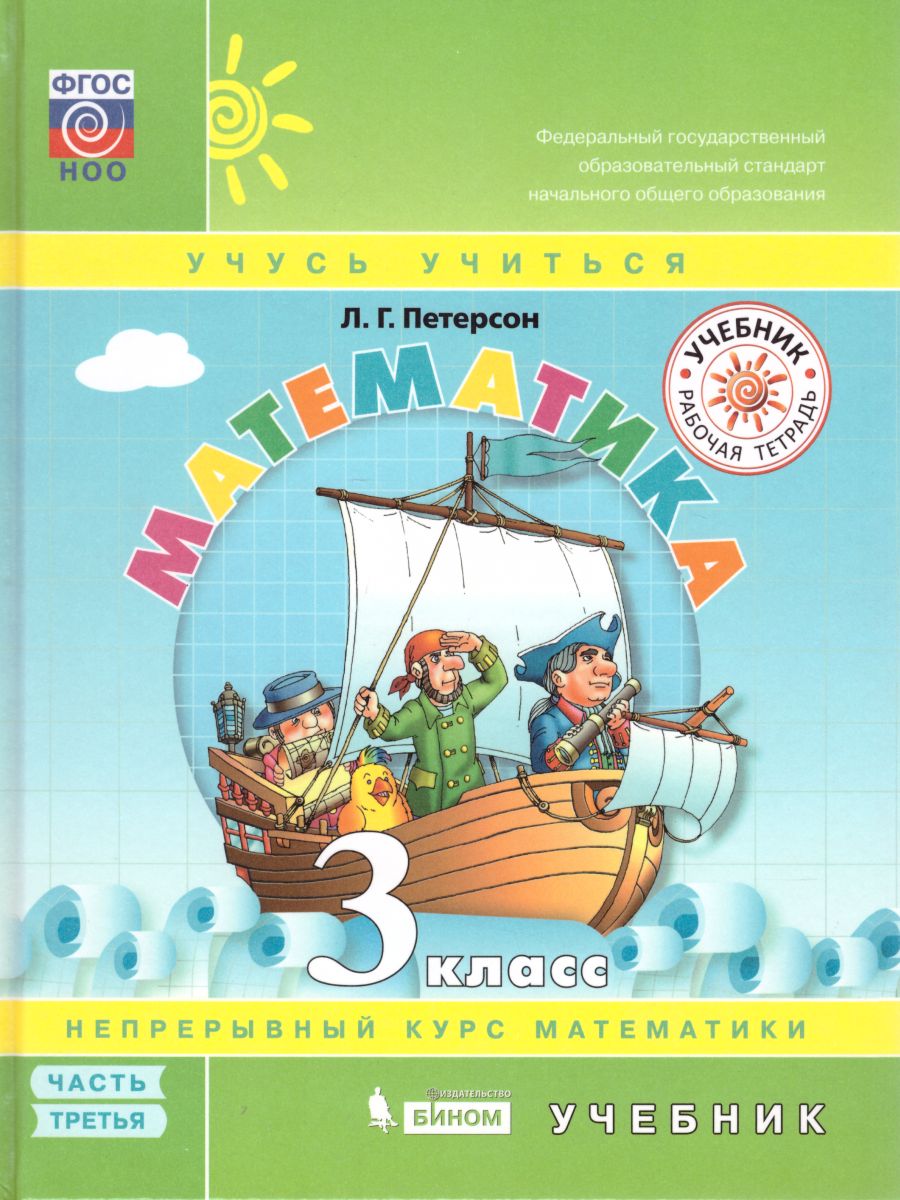 ФГОС
НОО
Федеральный государственный
образовательный стандарт
начального общего образования
УЧУСЬ УЧИТЬСЯ
Л. Г. Петерсон
МАТЕМАТИКА
УЧЕБНИК
РАБОЧАЯ ТЕТРАДЬ
3 класс
НЕПРЕРЫВНЫЙ КУРС МАТЕМАТИКИ
ЧАСТЬ
ТРЕТЬЯ
ИЗДАТЕЛЬСТВО
БИНОМ
УЧЕБНИК